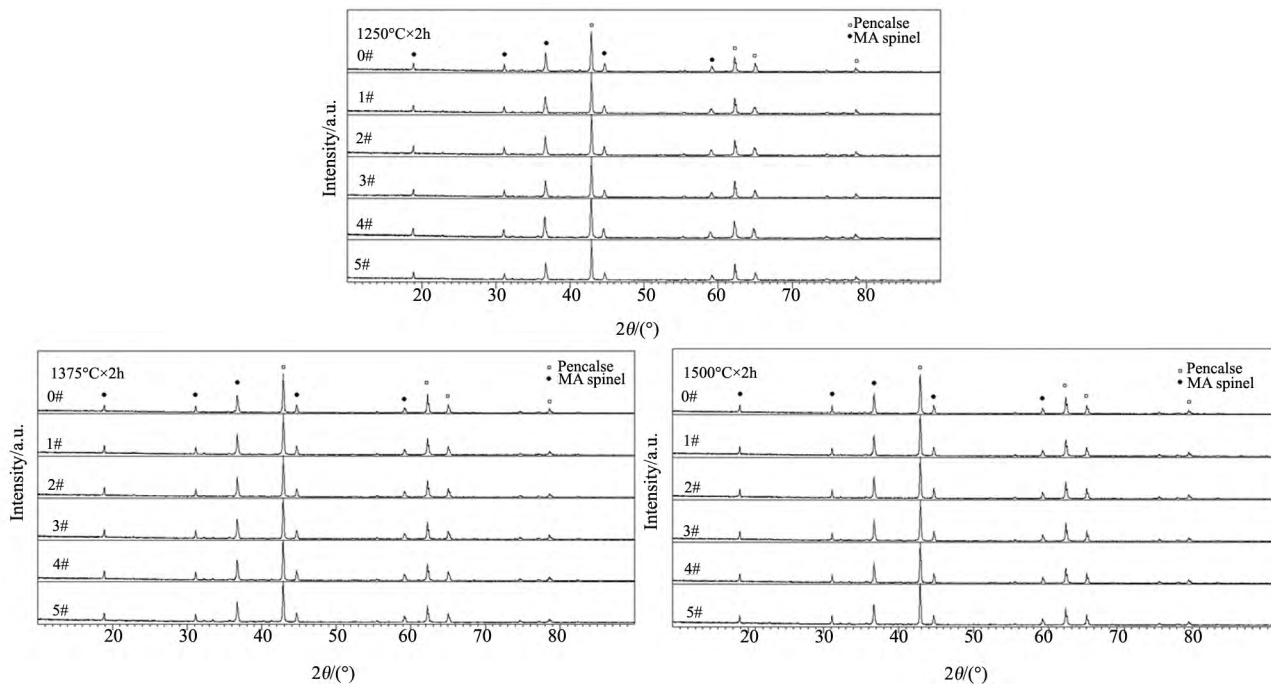 1250°C×2h
Pencalse
MA spinel
0#
1#
2#
3#
4#
5#
Intensity/a.u.
20 30 40 50 60 70 80
2θ/(°)
1375°C×2h
Pencalse
MA spinel
0#
1#
2#
3#
4#
5#
Intensity/a.u.
20 30 40 50 60 70 80
2θ/(°)
1500°C×2h
Pencalse
MA spinel
0#
1#
2#
3#
4#
5#
Intensity/a.u.
20 30 40 50 60 70 80
2θ/(°)